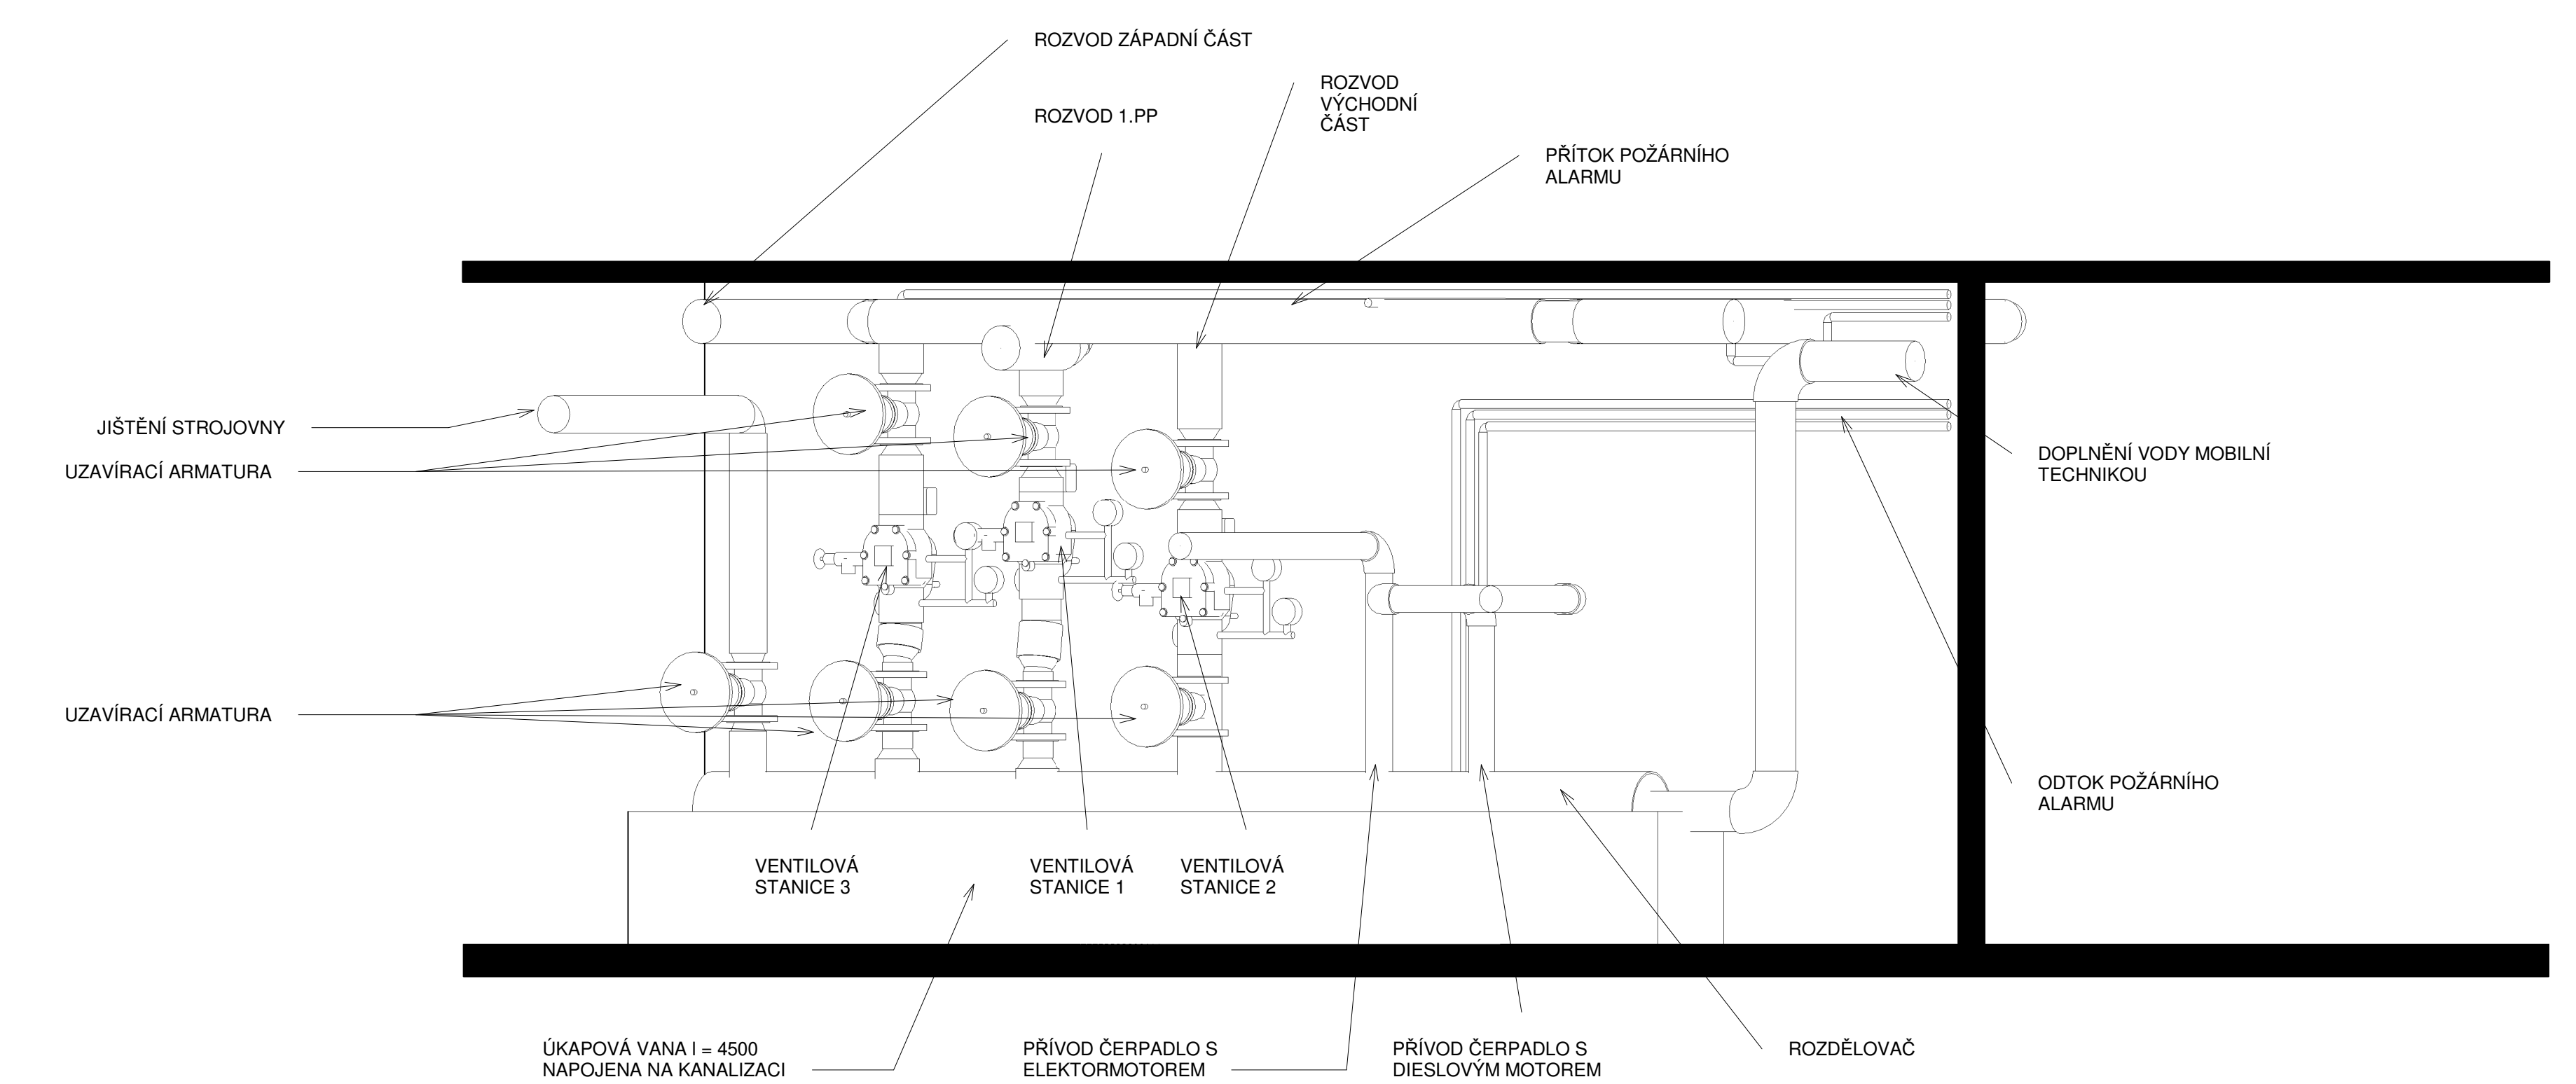 ROZVOD ZÁPADNÍ ČÁST
ROZVOD
VÝCHODNÍ
ČÁST
ROZVOD 1.PP
PŘÍTOK POŽÁRNÍHO
ALARMU
JIŠTĚNÍ STROJOVNY
UZAVÍRACÍ ARMATURA
DOPLNĚNÍ VODY MOBILNÍ
TECHNIKOU
UZAVÍRACÍ ARMATURA
ODTOK POŽÁRNÍHO
ALARMU
VENTILOVÁ
STANICE 3
VENTILOVÁ
STANICE 1
VENTILOVÁ
STANICE 2
ÚKAPOVÁ VANA l = 4500
NAPOJENA NA KANALIZACI
PŘÍVOD ČERPADLO S
ELEKTORMOTOREM
PŘÍVOD ČERPADLO S
DIESLOVÝM MOTOREM
ROZDĚLOVAČ